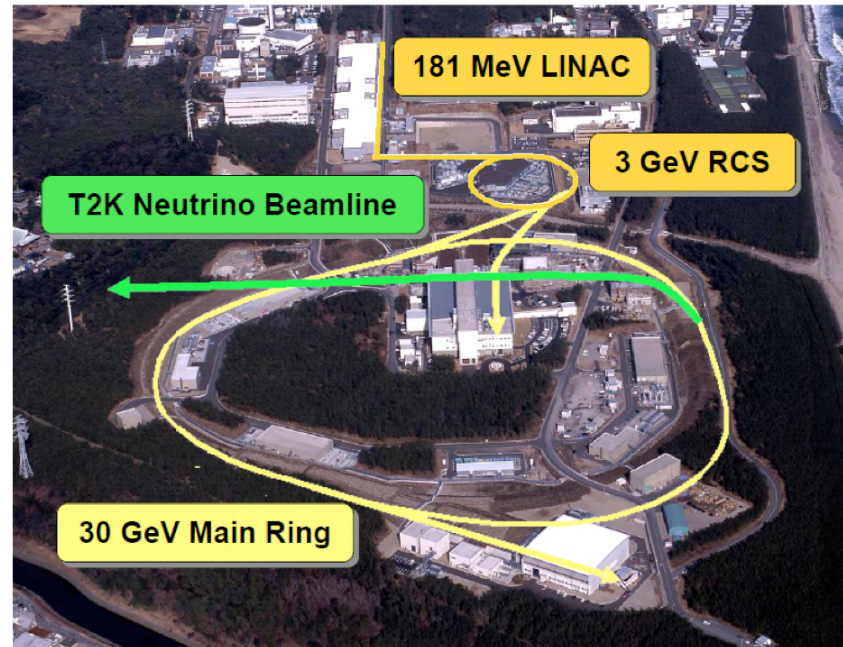 181 MeV LINAC
3 GeV RCS
T2K Neutrino Beamline
30 GeV Main Ring